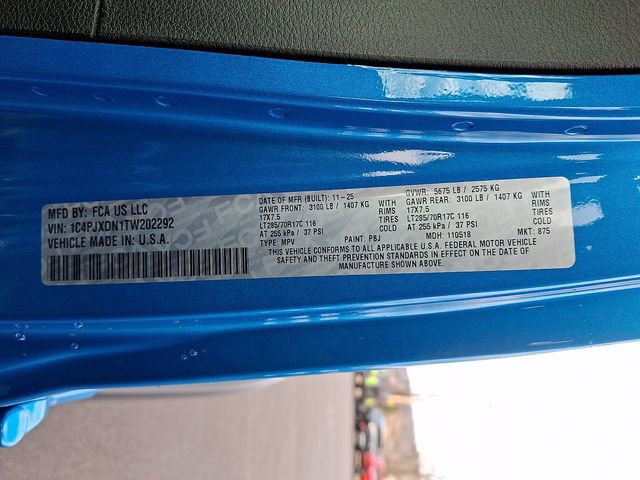 MFD BY: FCA US LLC
VIN: 1C4PJXDN1TW202292
VEHICLE MADE IN U.S.A.
DATE OF MFR (BUILT): 11-25 GVWR: 5675 LB / 2575 KG
GAWR FRONT: 3100 LB / 1407 KG WITH GAWR REAR: 3100 LB / 1407 KG WITH
17X7.5 RIMS 17X7.5 RIMS
LT285/70R17C 116 TIRES LT285/70R17C 116 TIRES
AT 255 kPa / 37 PSI COLD AT 255 kPa / 37 PSI COLD
TYPE: MPV PAINT: PBJ MDH: 110518 MKT: 875
THIS VEHICLE CONFORMS TO ALL APPLICABLE U.S.A. FEDERAL MOTOR VEHICLE
SAFETY AND THEFT PREVENTION STANDARDS IN EFFECT ON THE DATE OF
MANUFACTURE SHOWN ABOVE.